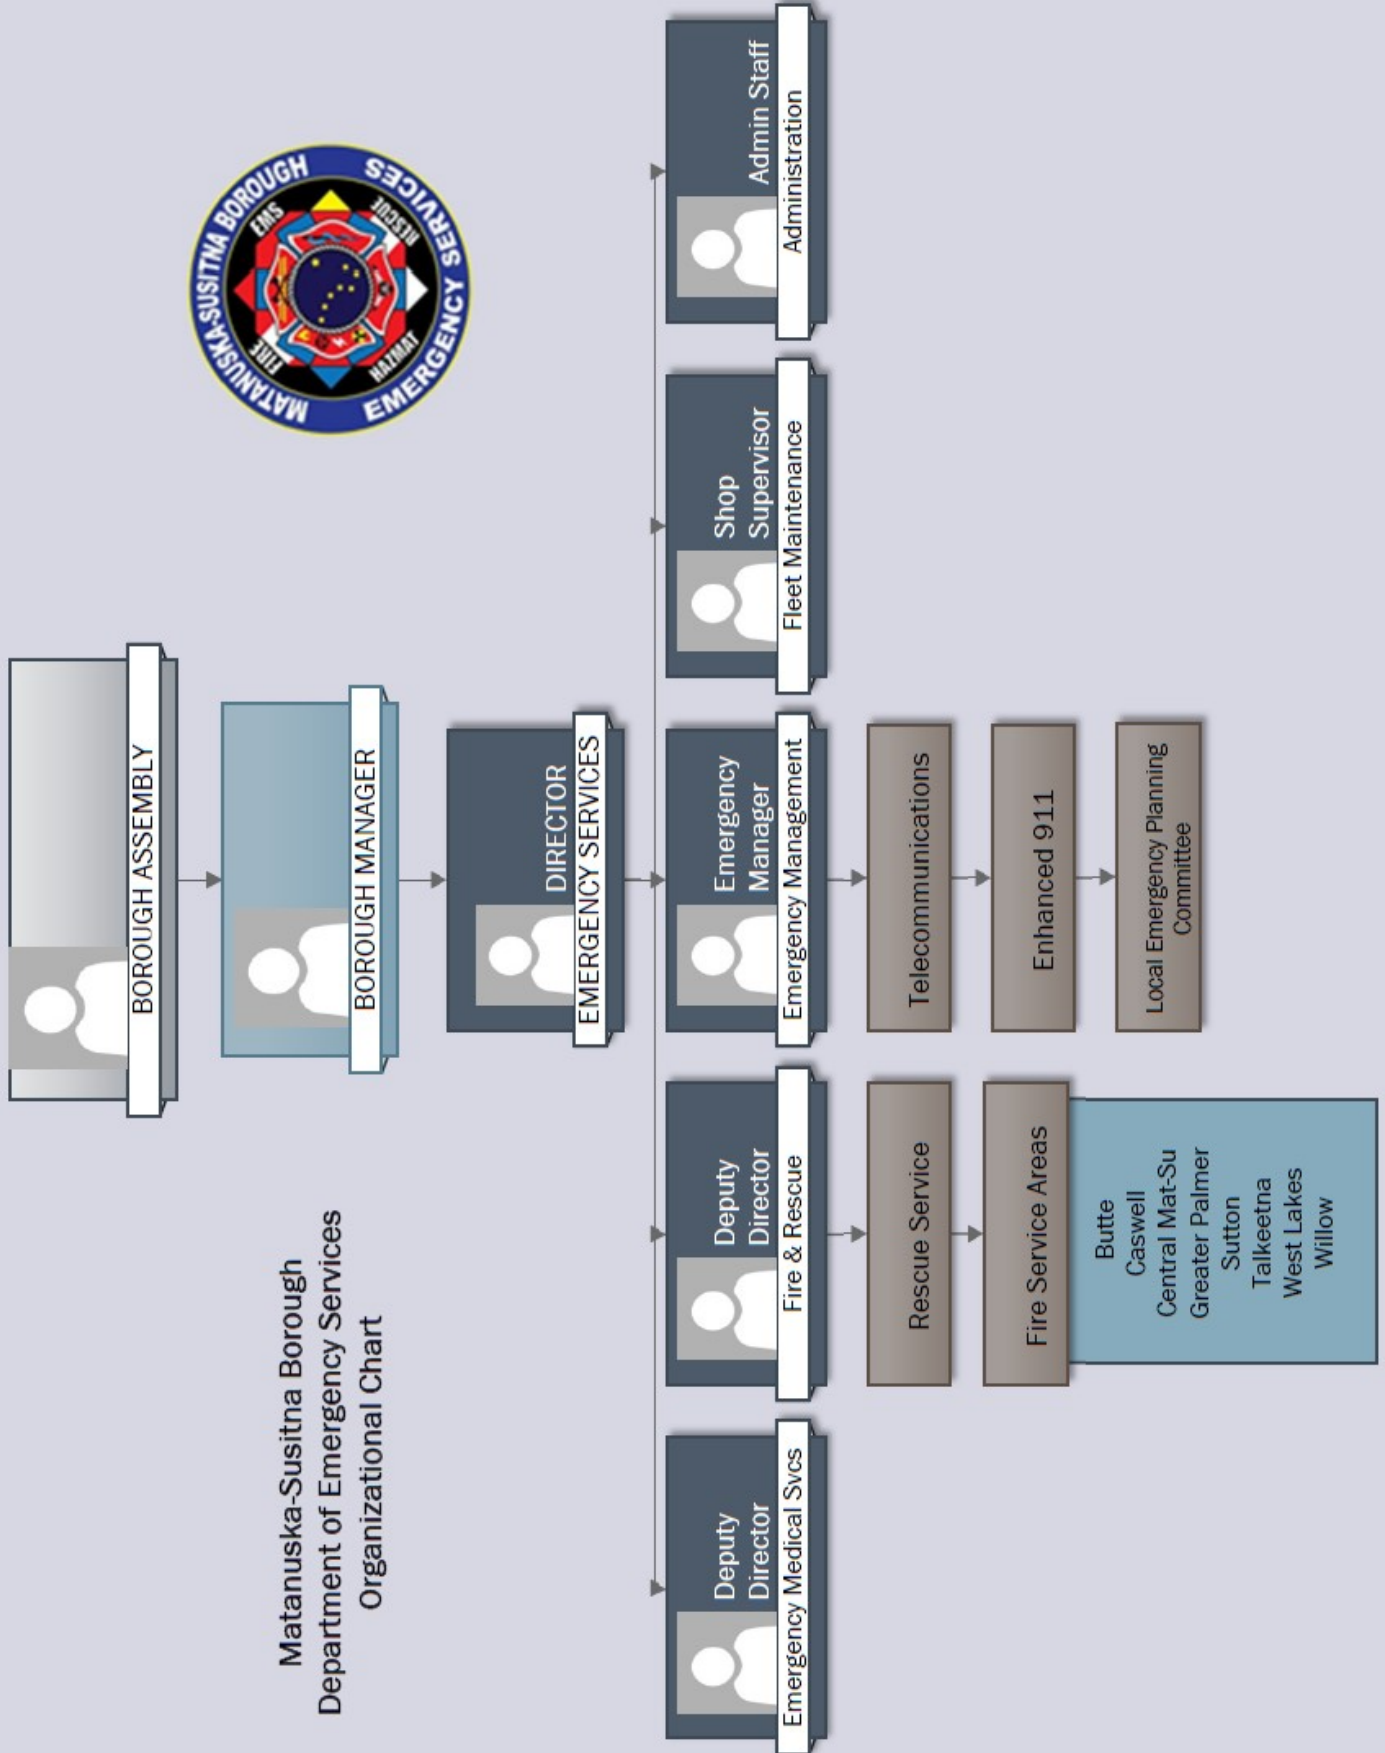 Matanuska-Susitna Borough
Department of Emergency Services
Organizational Chart
BOROUGH ASSEMBLY
MATANUSKA-SUSITNA BOROUGH
EMERGENCY SERVICES
FIRE
EMS
HAZMAT
RESCUE
BOROUGH MANAGER
DIRECTOR
EMERGENCY SERVICES
Deputy
Director
Emergency Medical Svcs
Deputy
Director
Fire & Rescue
Emergency
Manager
Emergency Management
Shop
Supervisor
Fleet Maintenance
Admin Staff
Administration
Rescue Service
Fire Service Areas
Butte
Caswell
Central Mat-Su
Greater Palmer
Sutton
Talkeetna
West Lakes
Willow
Telecommunications
Enhanced 911
Local Emergency Planning
Committee